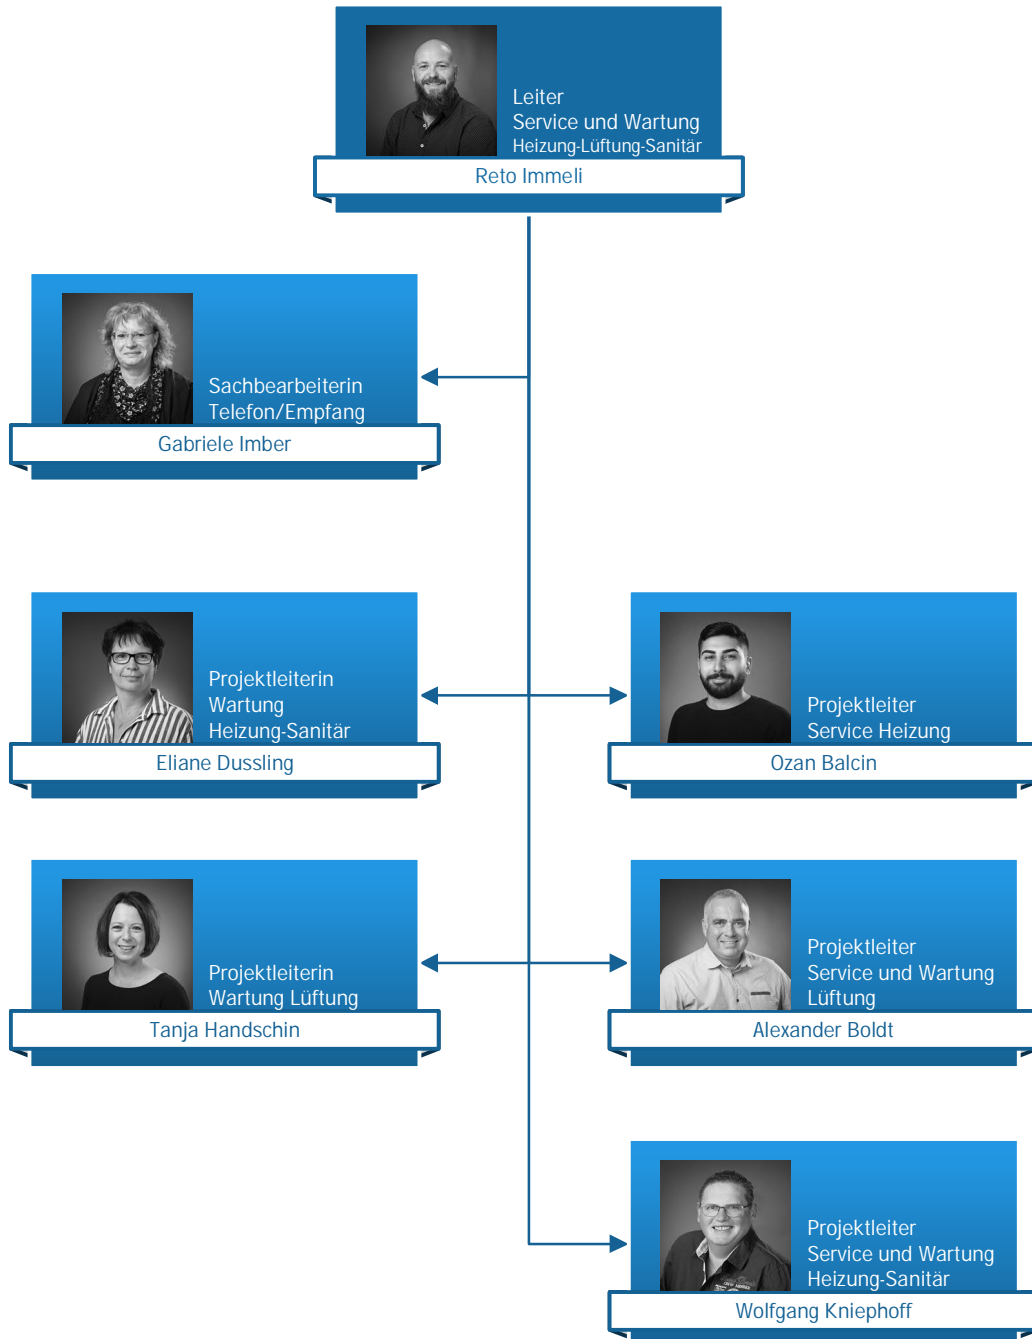 Leiter
Service und Wartung
Heizung-Lüftung-Sanitär
Reto Immeli
Sachbearbeiterin
Telefon/Empfang
Gabriele Imber
Projektleiterin
Wartung
Heizung-Sanitär
Eliane Dussling
Projektleiter
Service Heizung
Ozan Balcin
Projektleiterin
Wartung Lüftung
Tanja Handschin
Projektleiter
Service und Wartung
Lüftung
Alexander Boldt
Projektleiter
Service und Wartung
Heizung-Sanitär
Wolfgang Kniephoff